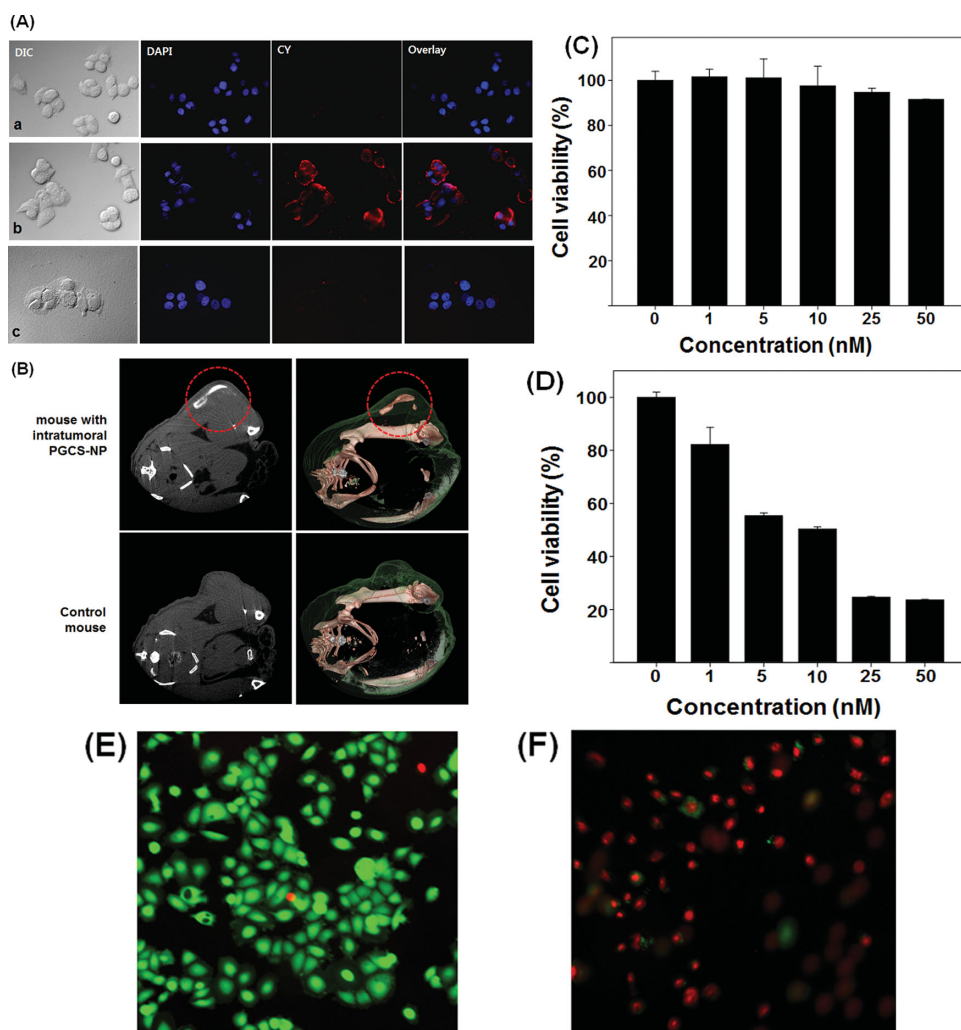 (A)
DIC
DAPI
CY
Overlay
a
b
c
(B)
mouse with
intratumoral
PGCS-NP
Control
mouse
(C)
Cell viability (%)
100
80
60
40
20
0
1
5
10
25
50
Concentration (nM)
(D)
Cell viability (%)
100
80
60
40
20
0
1
5
10
25
50
Concentration (nM)
(E)
(F)